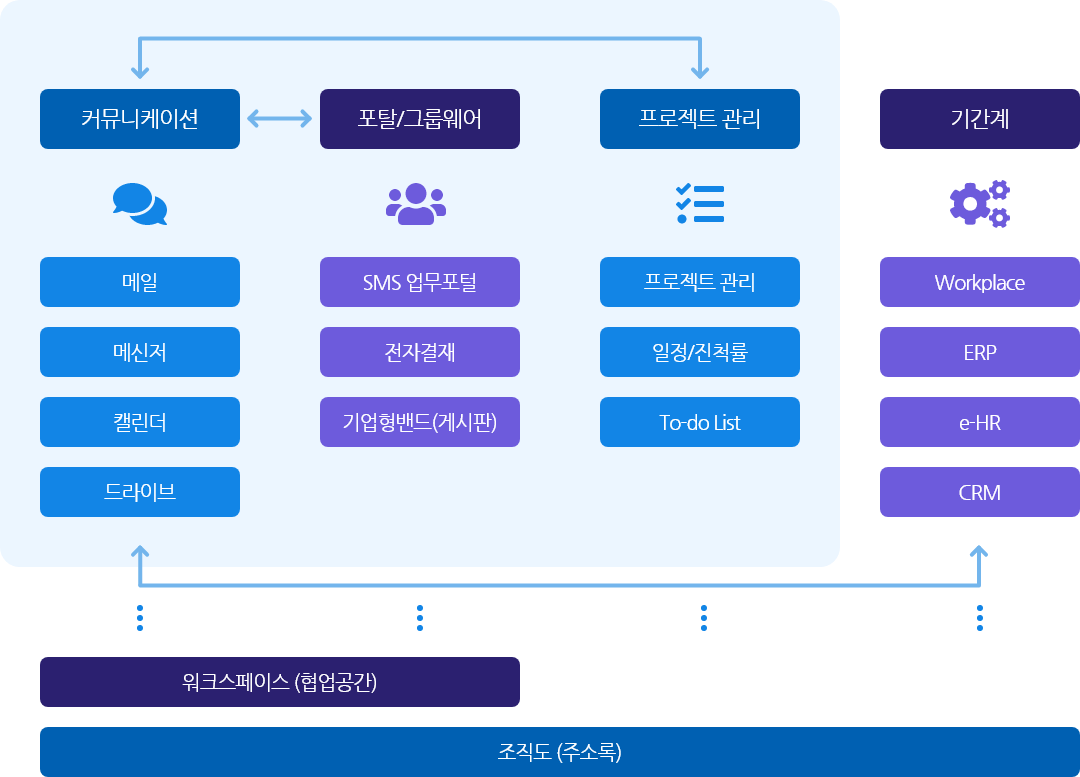 커뮤니케이션
포탈/그룹웨어
프로젝트 관리
기간계
메일
SMS 업무포털
프로젝트 관리
Workplace
메신저
전자결재
일정/진척률
ERP
캘린더
기업형밴드(게시판)
To-do List
e-HR
드라이브
CRM
워크스페이스 (협업공간)
조직도 (주소록)